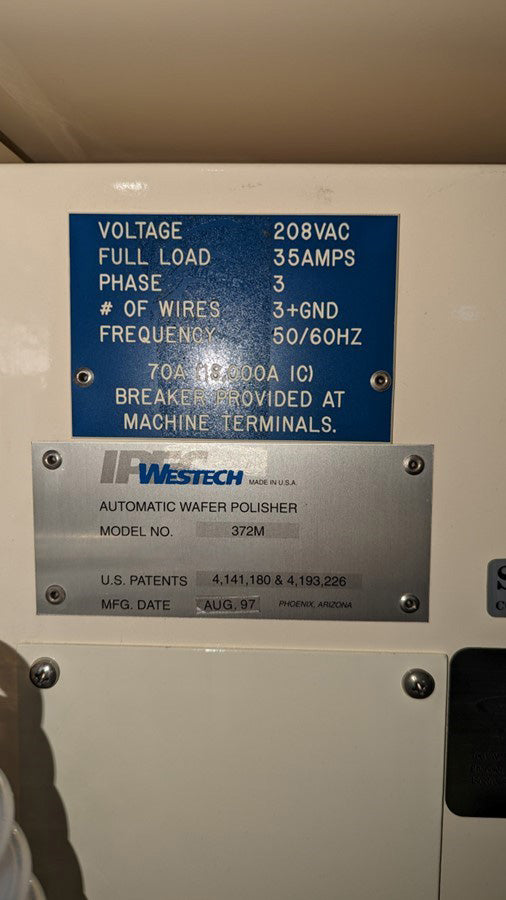 VOLTAGE 208VAC
FULL LOAD 35AMPS
PHASE 3
# OF WIRES 3+GND
FREQUENCY 50/60HZ
70A (18,000A IC)
BREAKER PROVIDED AT
MACHINE TERMINALS.
IPEC WESTECH MADE IN U.S.A.
AUTOMATIC WAFER POLISHER
MODEL NO. 372M
U.S. PATENTS 4,141,180 & 4,193,226
MFG. DATE AUG, 97 PHOENIX, ARIZONA